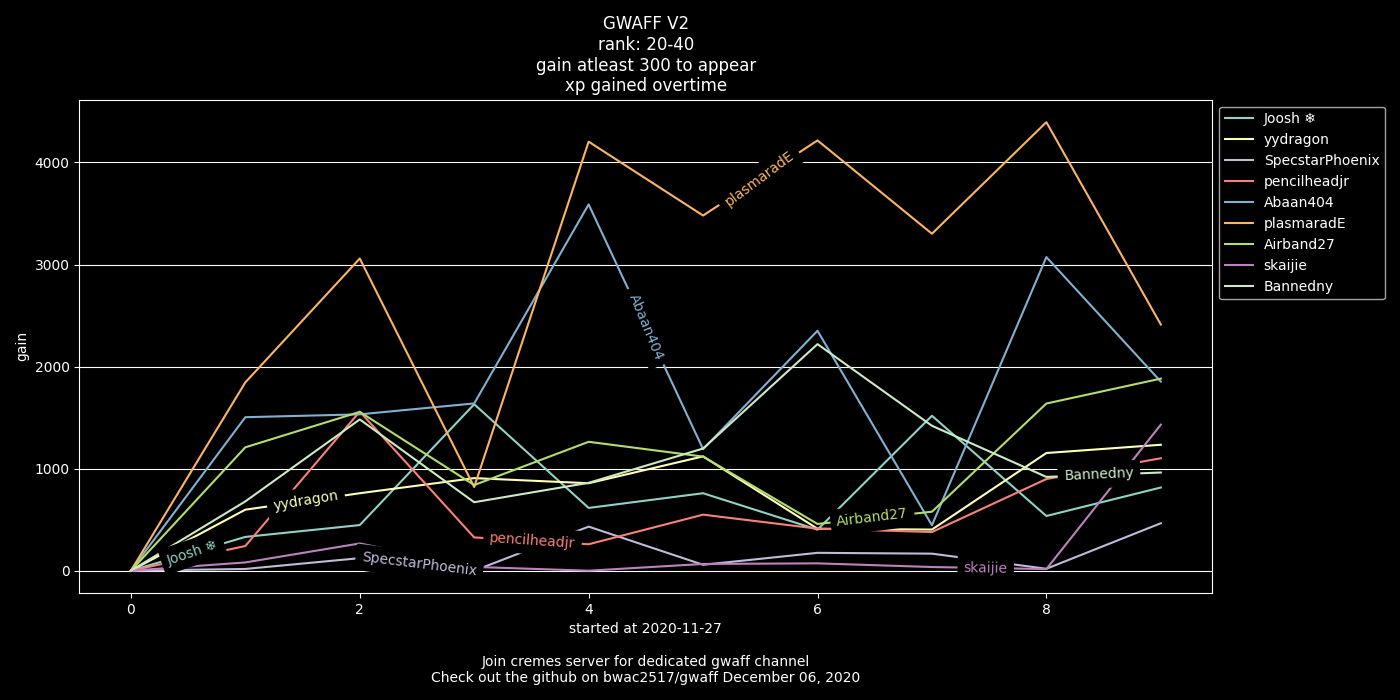 GWAFF V2
rank: 20-40
gain atleast 300 to appear
xp gained overtime
Joosh ❄
yydragon
SpecstarPhoenix
pencilheadjr
Abaan404
plasmaradE
Airband27
skaijie
Bannedny
gain
4000
3000
2000
1000
0
plasmaradE
Abaan404
yydragon
Joosh ❄
SpecstarPhoenix
pencilheadjr
Airband27
skaijie
Bannedny
0 2 4 6 8
started at 2020-11-27
Join cremes server for dedicated gwaff channel
Check out the github on bwac2517/gwaff December 06, 2020